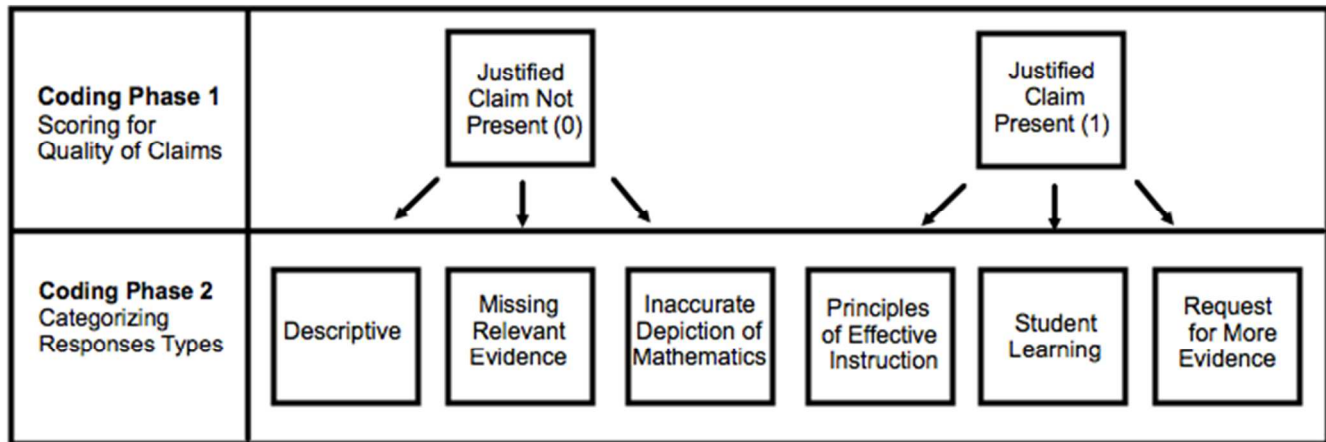 Coding Phase 1
Scoring for
Quality of Claims
Justified
Claim Not
Present (0)
Justified
Claim
Present (1)
Coding Phase 2
Categorizing
Responses Types
Descriptive
Missing
Relevant
Evidence
Inaccurate
Depiction of
Mathematics
Principles
of Effective
Instruction
Student
Learning
Request
for More
Evidence